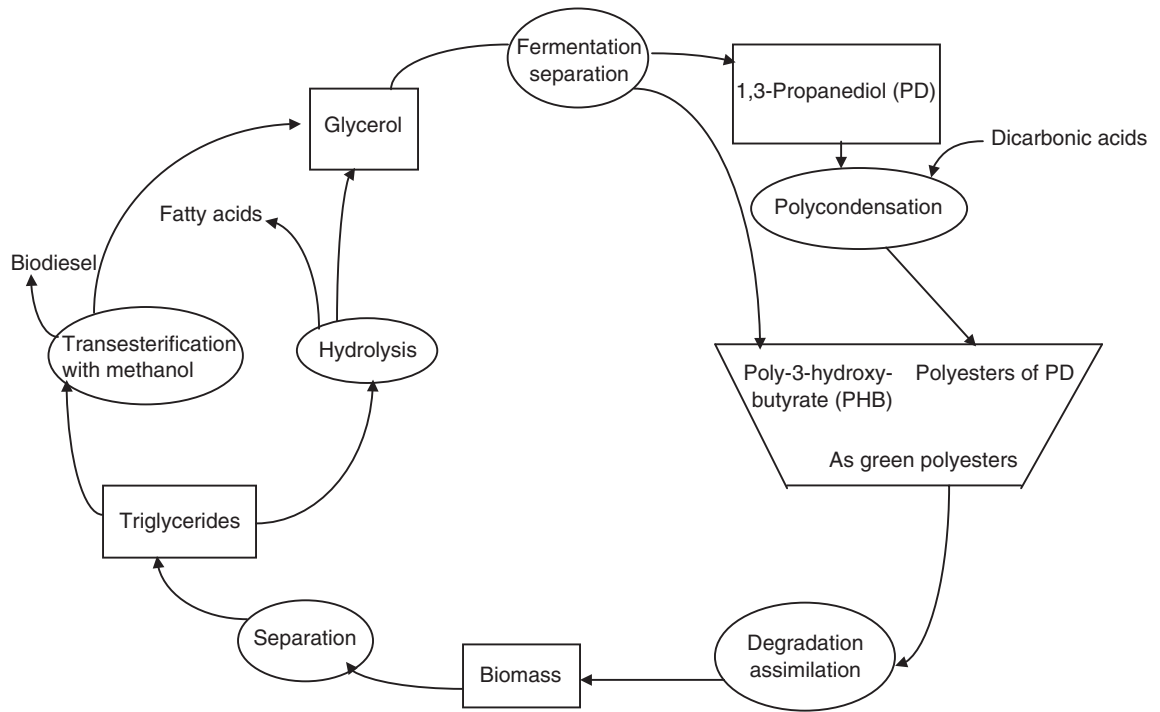 Fermentation
separation
1,3-Propanediol (PD)
Glycerol
Dicarbonic acids
Polycondensation
Fatty acids
Biodiesel
Transesterification
with methanol
Hydrolysis
Poly-3-hydroxy-
butyrate (PHB)
Polyesters of PD
As green polyesters
Triglycerides
Separation
Biomass
Degradation
assimilation